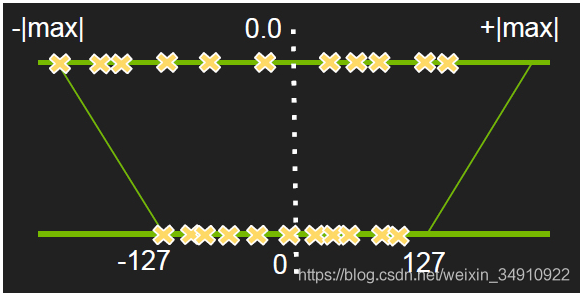 -|max| 0.0 +|max|
-127 0 127
https://blog.csdn.net/weixin_34910922